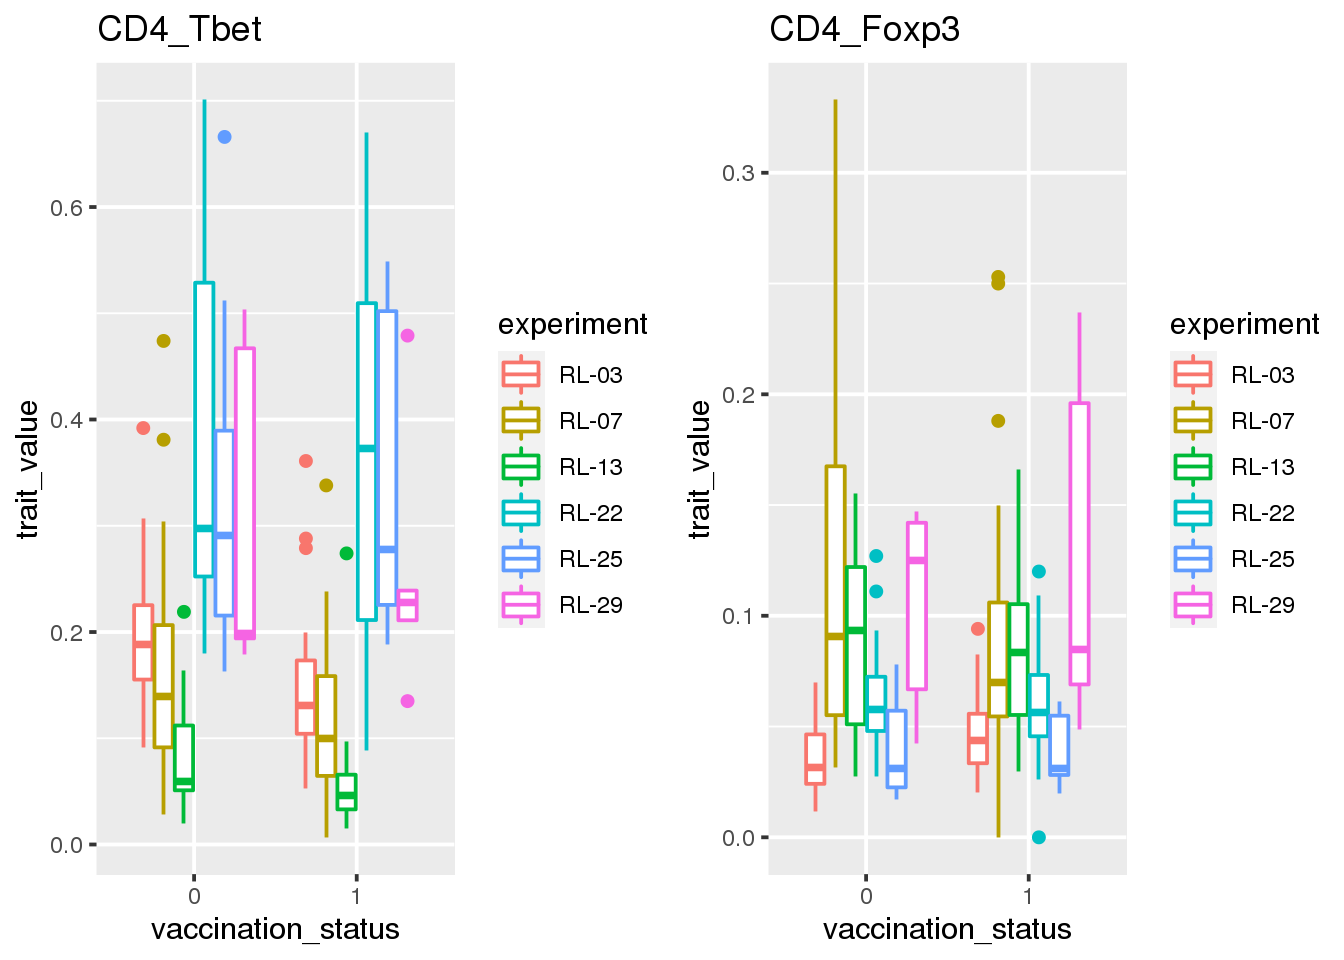 CD4_Tbet
trait_value
0.6
0.4
0.2
0.0
0
1
vaccination_status
experiment
RL-03
RL-07
RL-13
RL-22
RL-25
RL-29
CD4_Foxp3
trait_value
0.3
0.2
0.1
0.0
0
1
vaccination_status
experiment
RL-03
RL-07
RL-13
RL-22
RL-25
RL-29